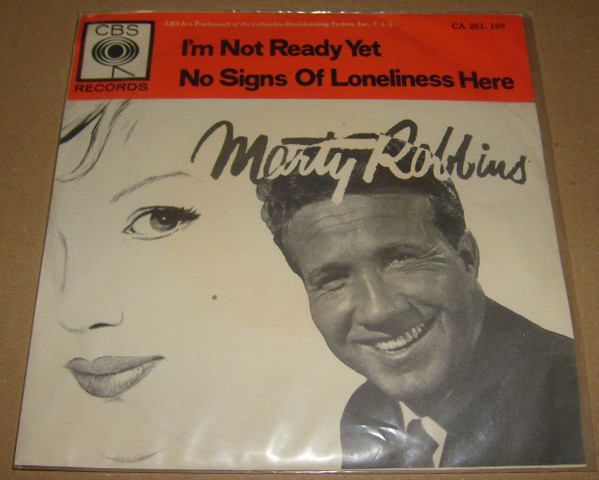 CBS is a Trademark of the Columbia Broadcasting System, Inc., U.S.A.
CA 281.198
CBS
RECORDS
I'm Not Ready Yet
No Signs Of Loneliness Here
Marty Robbins